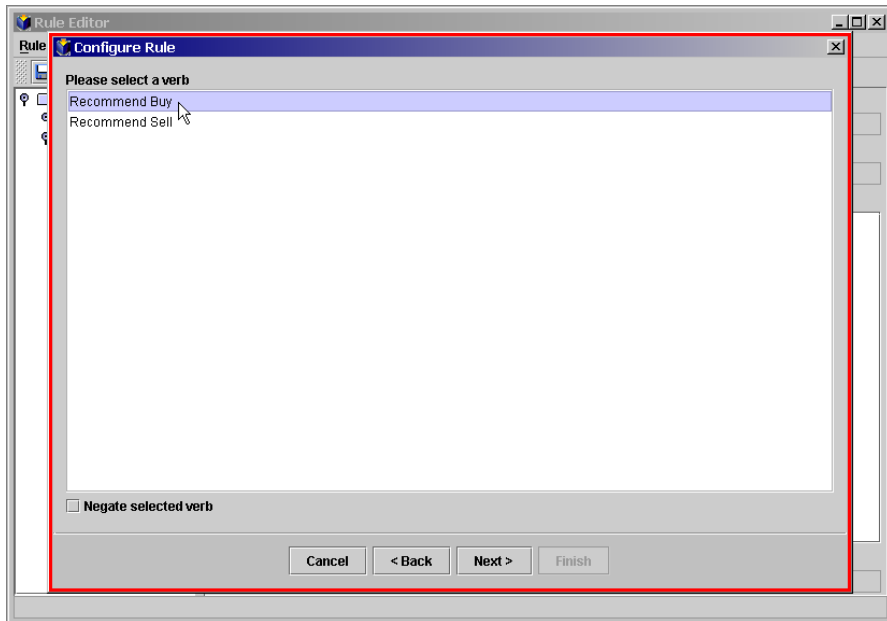 Rule Editor
Rule
Configure Rule
Please select a verb
Recommend Buy
Recommend Sell
Negate selected verb
Cancel
< Back
Next >
Finish